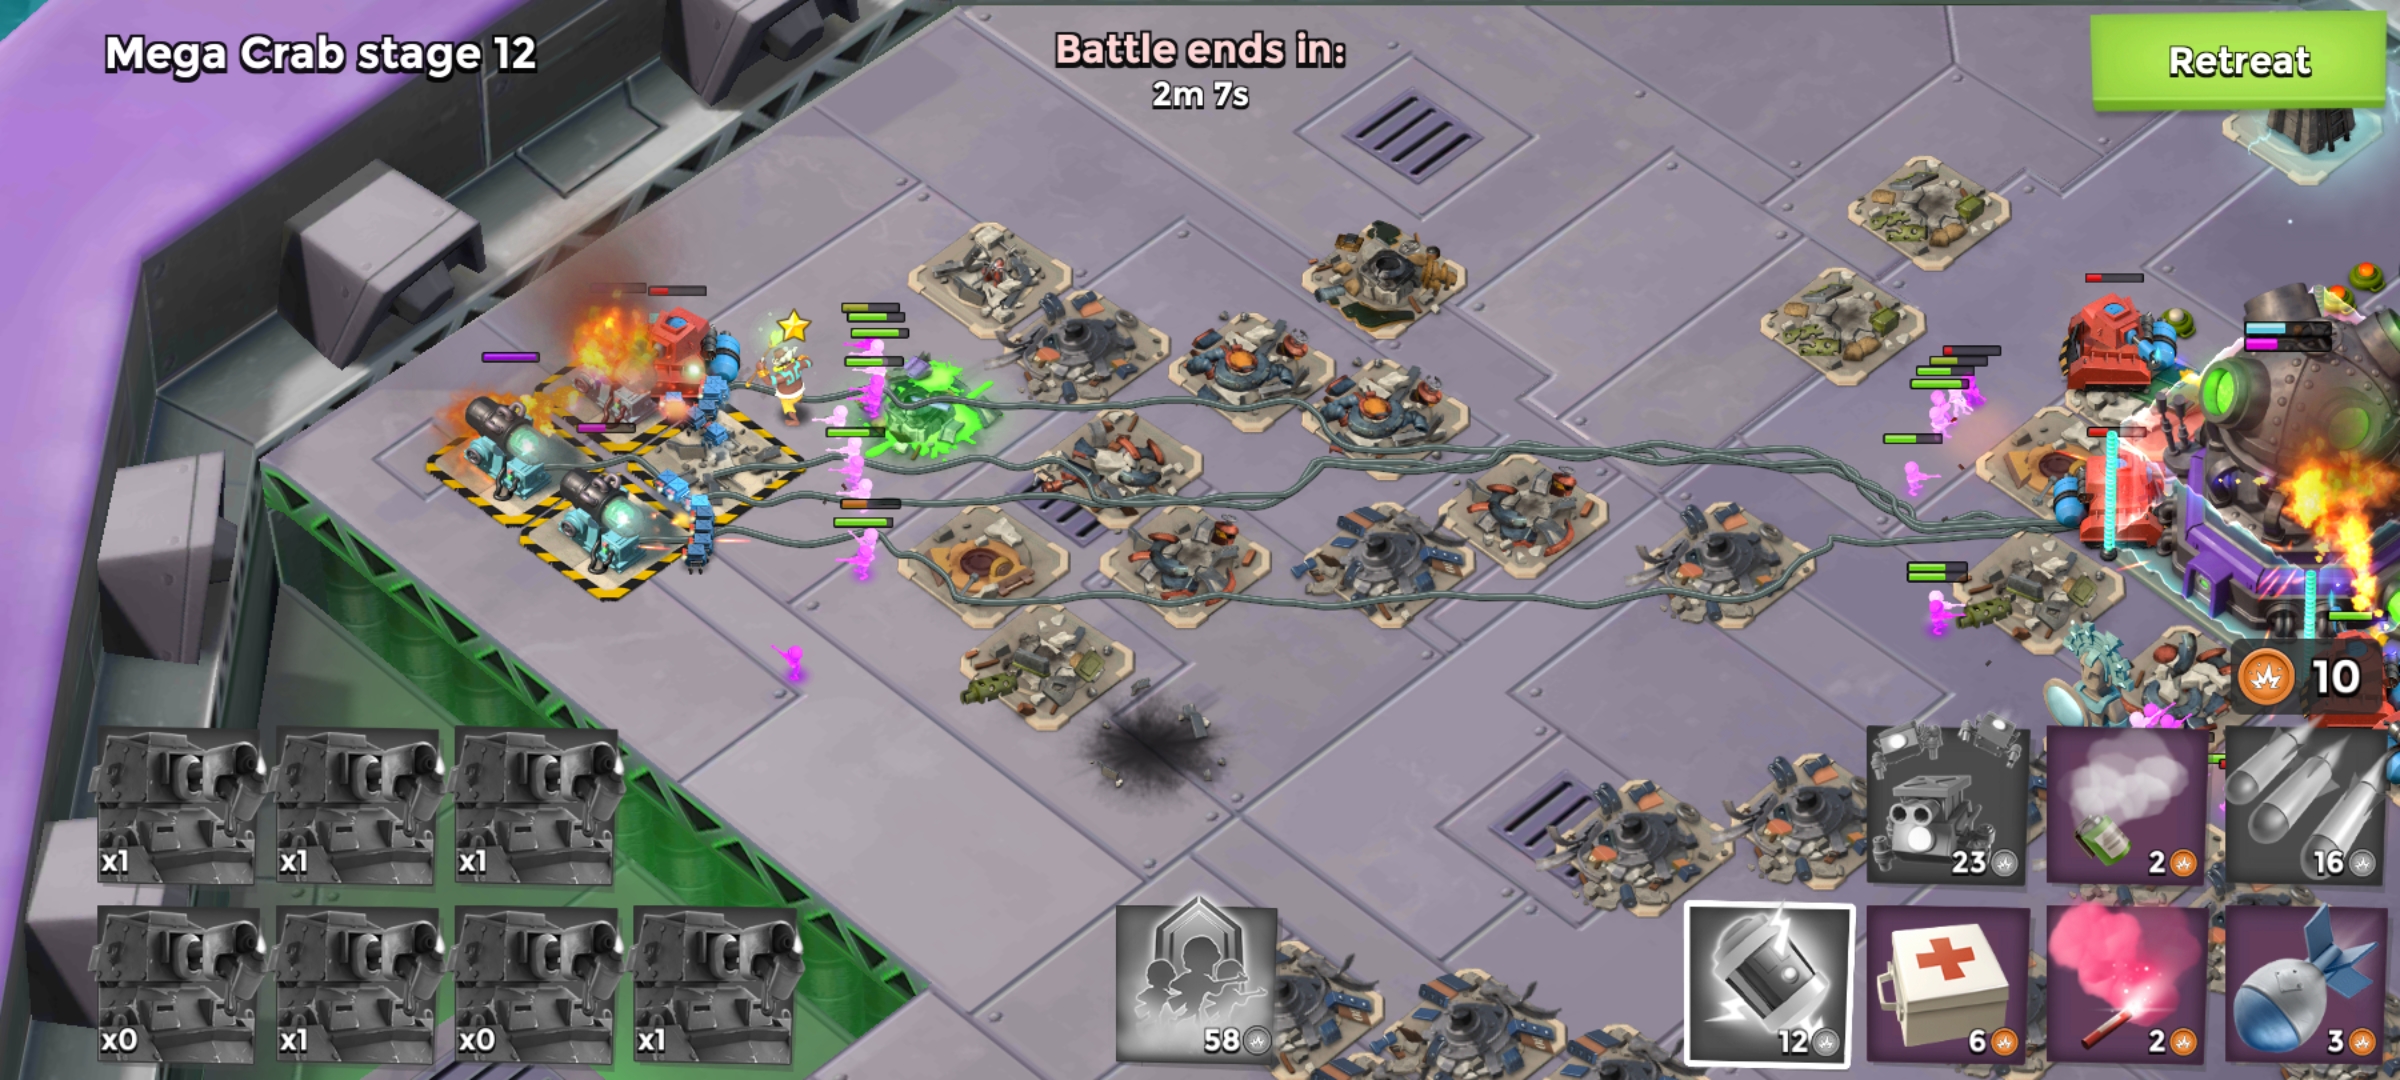 Mega Crab stage 12
Battle ends in:
2m 7s
Retreat
10
x1
x1
x1
23
2
16
x0
x1
x0
x1
58
12
6
2
3